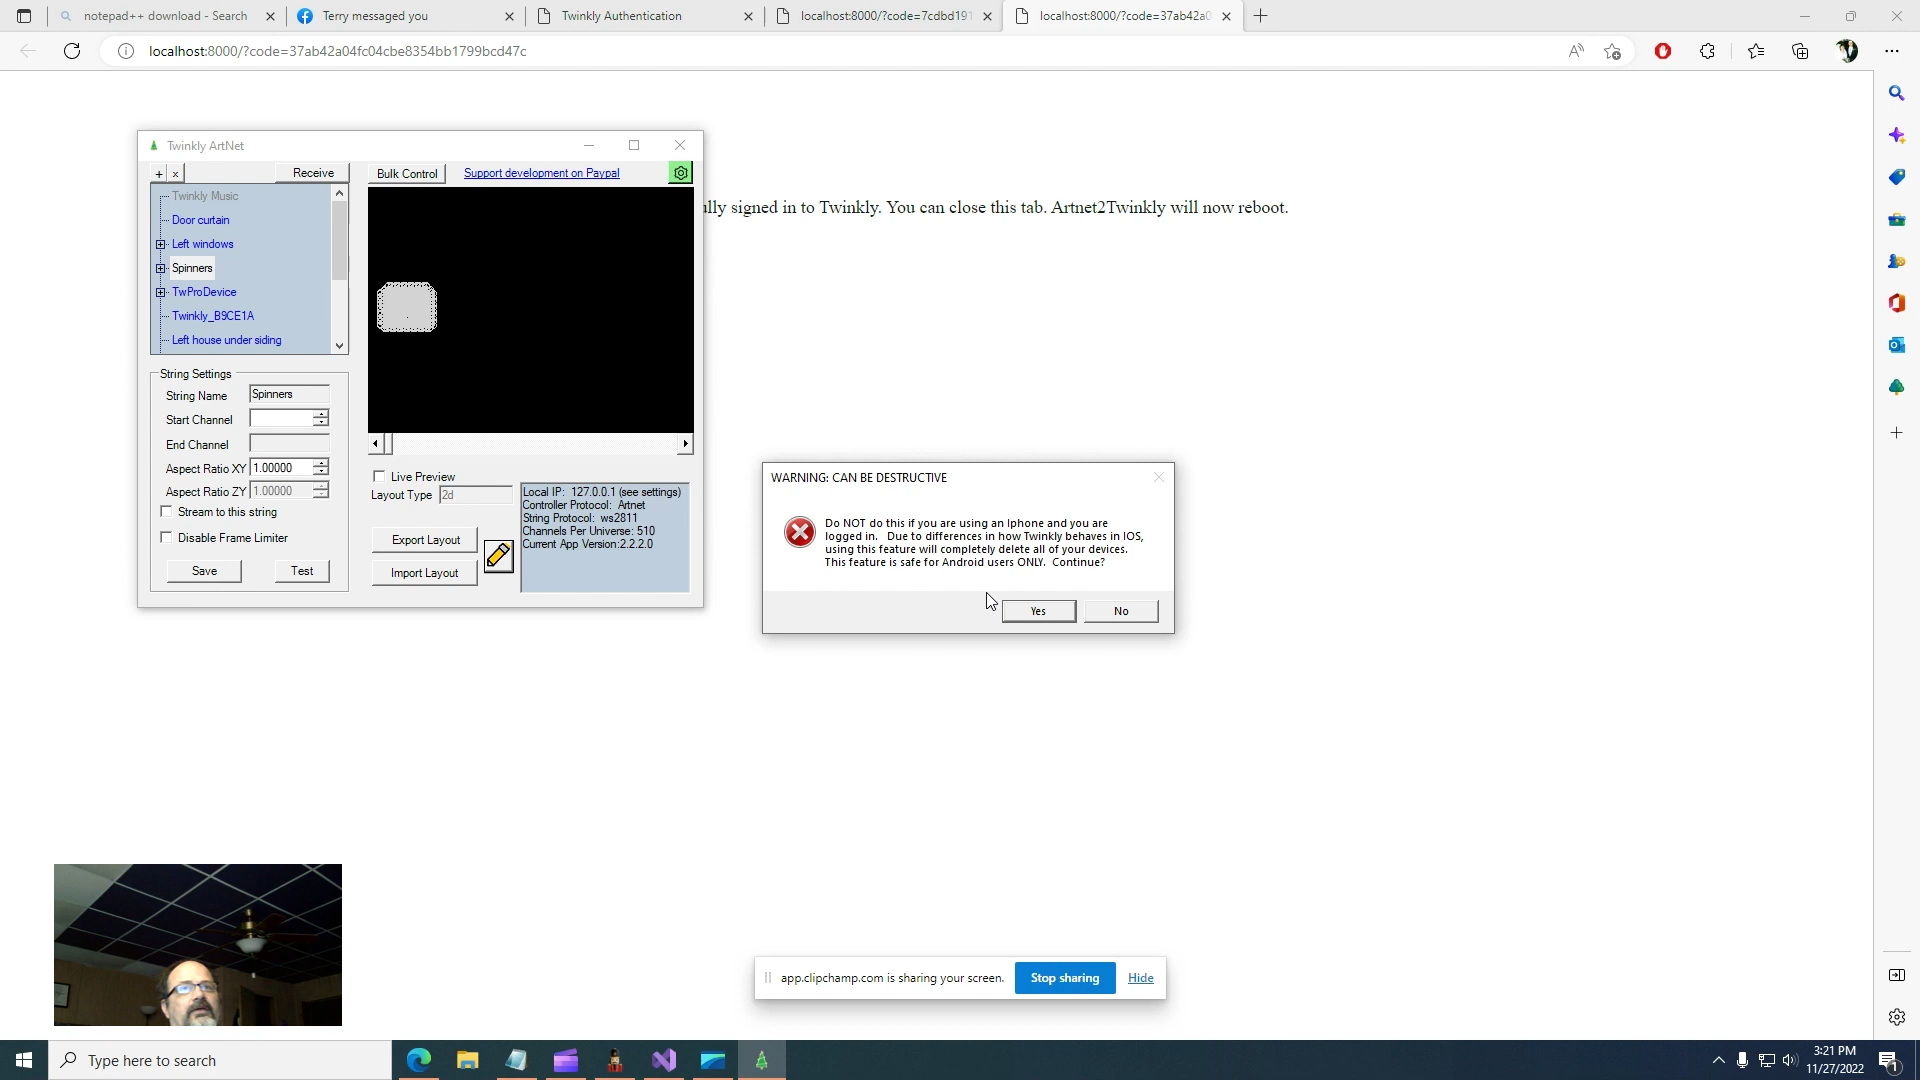 notepad++ download - Search
Terry messaged you
Twinkly Authentication
localhost:8000/?code=7cdbd191
localhost:8000/?code=37ab42a0
localhost:8000/?code=37ab42a04fc04cbe8354bb1799bcd47c
Twinkly ArtNet
+ x
Receive
Bulk Control
Support development on Paypal
Twinkly Music
Door curtain
Left windows
Spinners
TwProDevice
Twinkly_B9CE1A
Left house under siding
ully signed in to Twinkly. You can close this tab. Artnet2Twinkly will now reboot.
String Settings
String Name Spinners
Start Channel
End Channel
Aspect Ratio XY 1.00000
Aspect Ratio ZY 1.00000
Stream to this string
Disable Frame Limiter
Save
Test
Live Preview
Layout Type 2d
Export Layout
Import Layout
Local IP: 127.0.0.1 (see settings)
Controller Protocol: Artnet
String Protocol: ws2811
Channels Per Universe: 510
Current App Version:2.2.2.0
WARNING: CAN BE DESTRUCTIVE
Do NOT do this if you are using an Iphone and you are
logged in. Due to differences in how Twinkly behaves in IOS,
using this feature will completely delete all of your devices.
This feature is safe for Android users ONLY. Continue?
Yes
No
app.clipchamp.com is sharing your screen.
Stop sharing
Hide
Type here to search
3:21 PM
11/27/2022
1